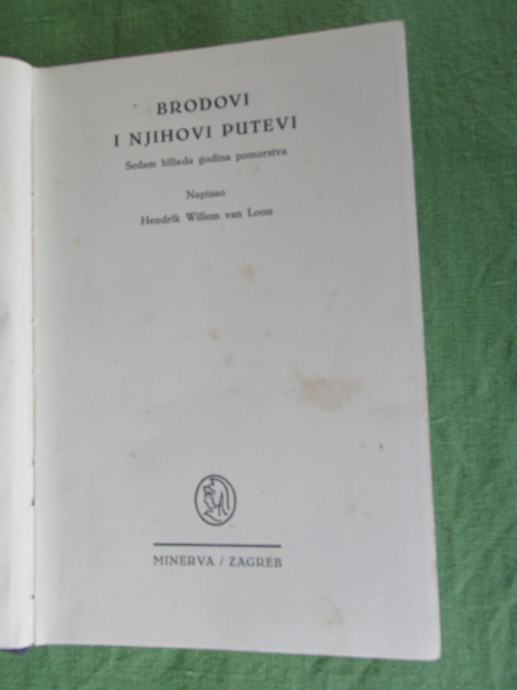 BRODOVI
I NJIHOVI PUTEVI
Sedam hiljada godina pomorstva
Napisao
Hendrik Willem van Loon
MINERVA / ZAGREB